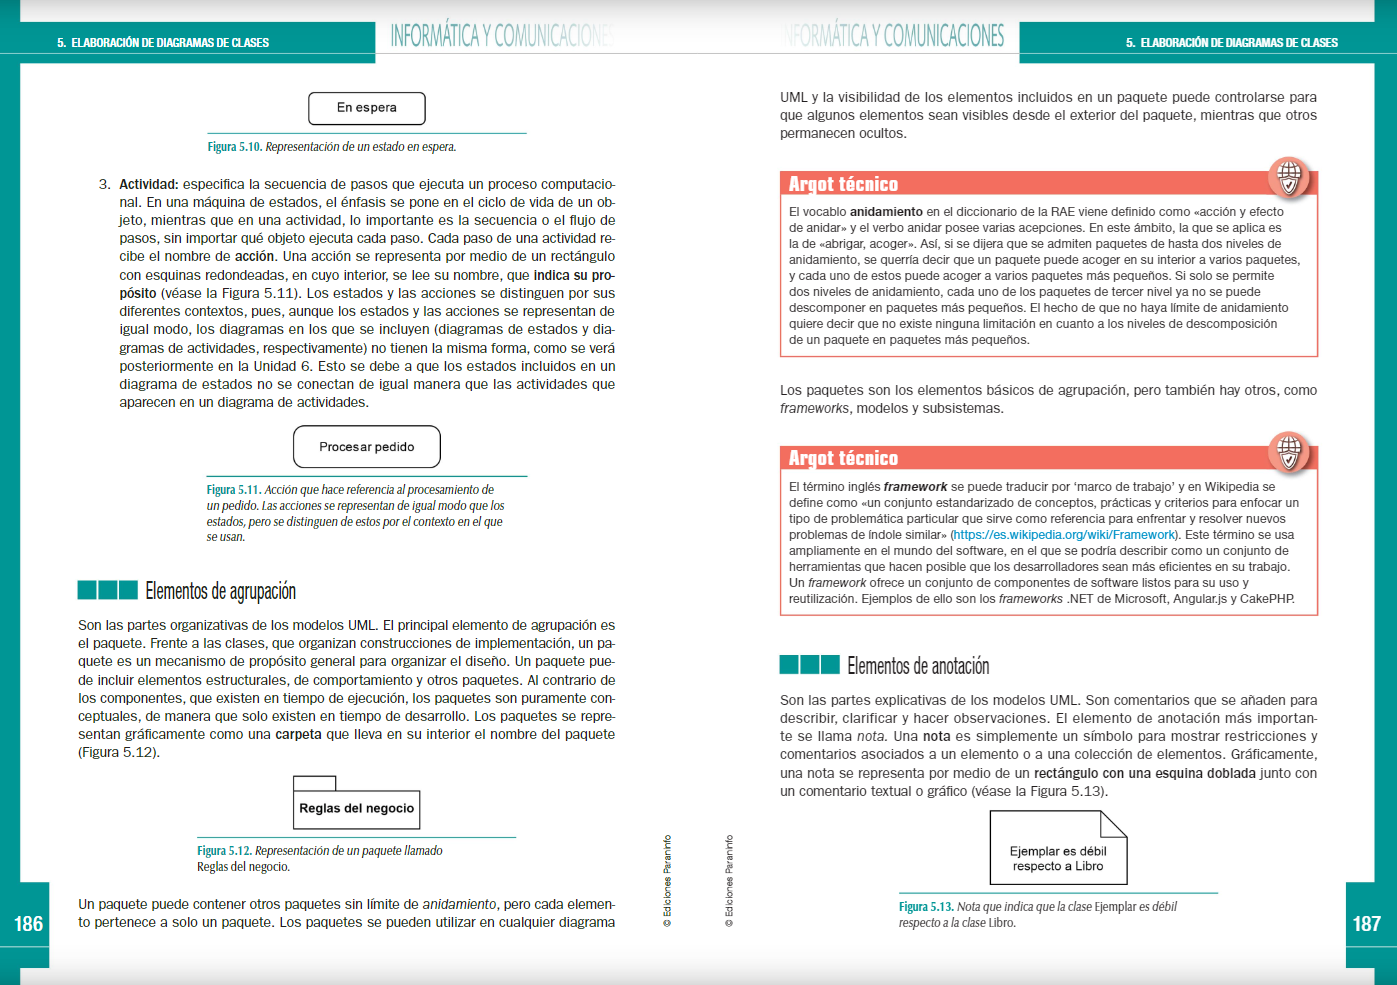 5. ELABORACIÓN DE DIAGRAMAS DE CLASES
INFORMÁTICA Y COMUNICACIONES
En espera
Figura 5.10. Representación de un estado en espera.
3. Actividad: especifica la secuencia de pasos que ejecuta un proceso computacio-
nal. En una máquina de estados, el énfasis se pone en el ciclo de vida de un ob-
jeto, mientras que en una actividad, lo importante es la secuencia o el flujo de
pasos, sin importar qué objeto ejecuta cada paso. Cada paso de una actividad re-
cibe el nombre de acción. Una acción se representa por medio de un rectángulo
con esquinas redondeadas, en cuyo interior, se lee su nombre, que indica su pro-
pósito (véase la Figura 5.11). Los estados y las acciones se distinguen por sus
diferentes contextos, pues, aunque los estados y las acciones se representan de
igual modo, los diagramas en los que se incluyen (diagramas de estados y dia-
gramas de actividades, respectivamente) no tienen la misma forma, como se verá
posteriormente en la Unidad 6. Esto se debe a que los estados incluidos en un
diagrama de estados no se conectan de igual manera que las actividades que
aparecen en un diagrama de actividades.
Procesar pedido
Figura 5.11. Acción que hace referencia al procesamiento de
un pedido. Las acciones se representan de igual modo que los
estados, pero se distinguen de estos por el contexto en el que
se usan.
Elementos de agrupación
Son las partes organizativas de los modelos UML. El principal elemento de agrupación es
el paquete. Frente a las clases, que organizan construcciones de implementación, un pa-
quete es un mecanismo de propósito general para organizar el diseño. Un paquete pue-
de incluir elementos estructurales, de comportamiento y otros paquetes. Al contrario de
los componentes, que existen en tiempo de ejecución, los paquetes son puramente con-
ceptuales, de manera que solo existen en tiempo de desarrollo. Los paquetes se repre-
sentan gráficamente como una carpeta que lleva en su interior el nombre del paquete
(Figura 5.12).
Reglas del negocio
Figura 5.12. Representación de un paquete llamado
Reglas del negocio.
Un paquete puede contener otros paquetes sin límite de anidamiento, pero cada elemen-
to pertenece a solo un paquete. Los paquetes se pueden utilizar en cualquier diagrama
© Ediciones Paraninfo
186
INFORMÁTICA Y COMUNICACIONES
5. ELABORACIÓN DE DIAGRAMAS DE CLASES
UML y la visibilidad de los elementos incluidos en un paquete puede controlarse para
que algunos elementos sean visibles desde el exterior del paquete, mientras que otros
permanecen ocultos.
Argot técnico
El vocablo anidamiento en el diccionario de la RAE viene definido como «acción y efecto
de anidar» y el verbo anidar posee varias acepciones. En este ámbito, la que se aplica es
la de «abrigar, acoger». Así, si se dijera que se admiten paquetes de hasta dos niveles de
anidamiento, se querría decir que un paquete puede acoger en su interior a varios paquetes,
y cada uno de estos puede acoger a varios paquetes más pequeños. Si solo se permite
dos niveles de anidamiento, cada uno de los paquetes de tercer nivel ya no se puede
descomponer en paquetes más pequeños. El hecho de que no haya límite de anidamiento
quiere decir que no existe ninguna limitación en cuanto a los niveles de descomposición
de un paquete en paquetes más pequeños.
Los paquetes son los elementos básicos de agrupación, pero también hay otros, como
frameworks, modelos y subsistemas.
Argot técnico
El término inglés framework se puede traducir por ‘marco de trabajo’ y en Wikipedia se
define como «un conjunto estandarizado de conceptos, prácticas y criterios para enfocar un
tipo de problemática particular que sirve como referencia para enfrentar y resolver nuevos
problemas de índole similar» (https://es.wikipedia.org/wiki/Framework). Este término se usa
ampliamente en el mundo del software, en el que se podría describir como un conjunto de
herramientas que hacen posible que los desarrolladores sean más eficientes en su trabajo.
Un framework ofrece un conjunto de componentes de software listos para su uso y
reutilización. Ejemplos de ello son los frameworks .NET de Microsoft, Angular.js y CakePHP.
Elementos de anotación
Son las partes explicativas de los modelos UML. Son comentarios que se añaden para
describir, clarificar y hacer observaciones. El elemento de anotación más importan-
te se llama nota. Una nota es simplemente un símbolo para mostrar restricciones y
comentarios asociados a un elemento o a una colección de elementos. Gráficamente,
una nota se representa por medio de un rectángulo con una esquina doblada junto con
un comentario textual o gráfico (véase la Figura 5.13).
Ejemplar es débil
respecto a Libro
Figura 5.13. Nota que indica que la clase Ejemplar es débil
respecto a la clase Libro.
© Ediciones Paraninfo
187